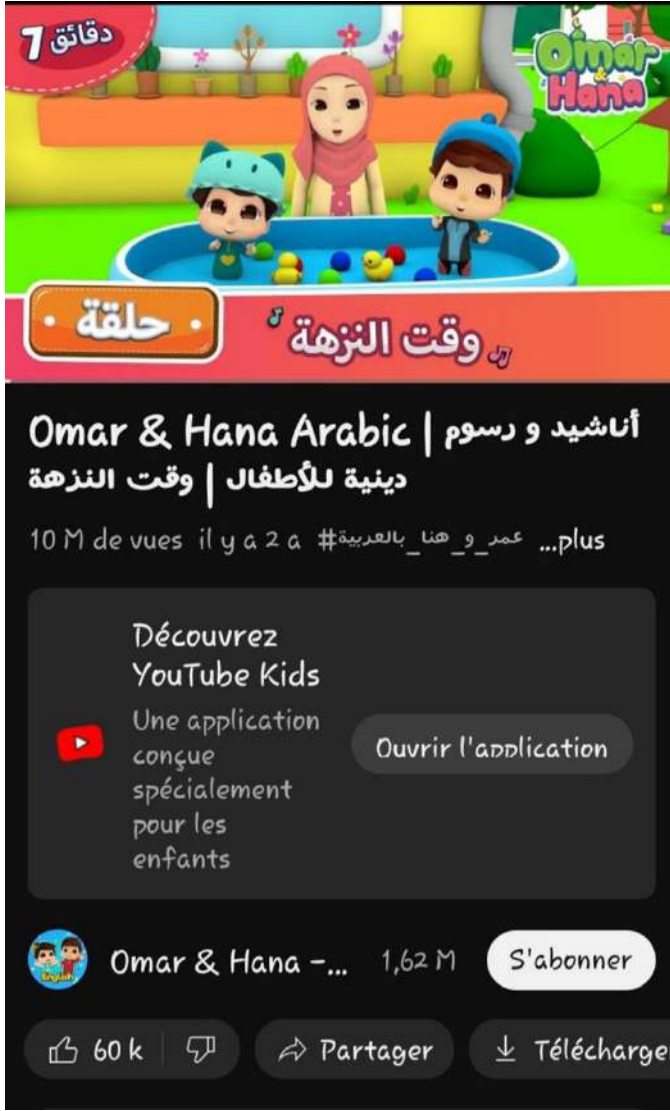 7 دقائق
Omar
&
Hana
حلقة
وقت النزهة
Omar & Hana Arabic | أناشيد و رسوم
دينية للأطفال | وقت النزهة
10 M de vues il y a 2 a #عمر_و_هنا_بالعربية ...plus
Découvrez
YouTube Kids
Une application
conçue
spécialement
pour les
enfants
Ouvrir l'application
English
Omar & Hana –...
1,62 M
S'abonner
60 k
Partager
Télécharge